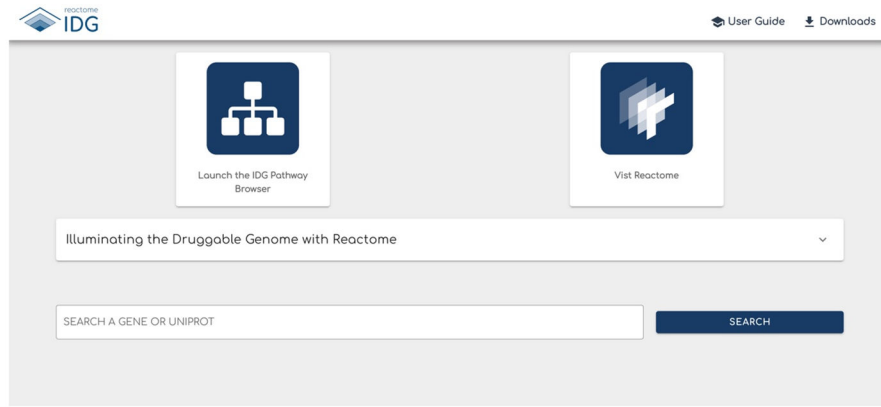 reactome
IDG
User Guide
Downloads
Launch the IDG Pathway
Browser
Vist Reactome
Illuminating the Druggable Genome with Reactome
SEARCH A GENE OR UNIPROT
SEARCH